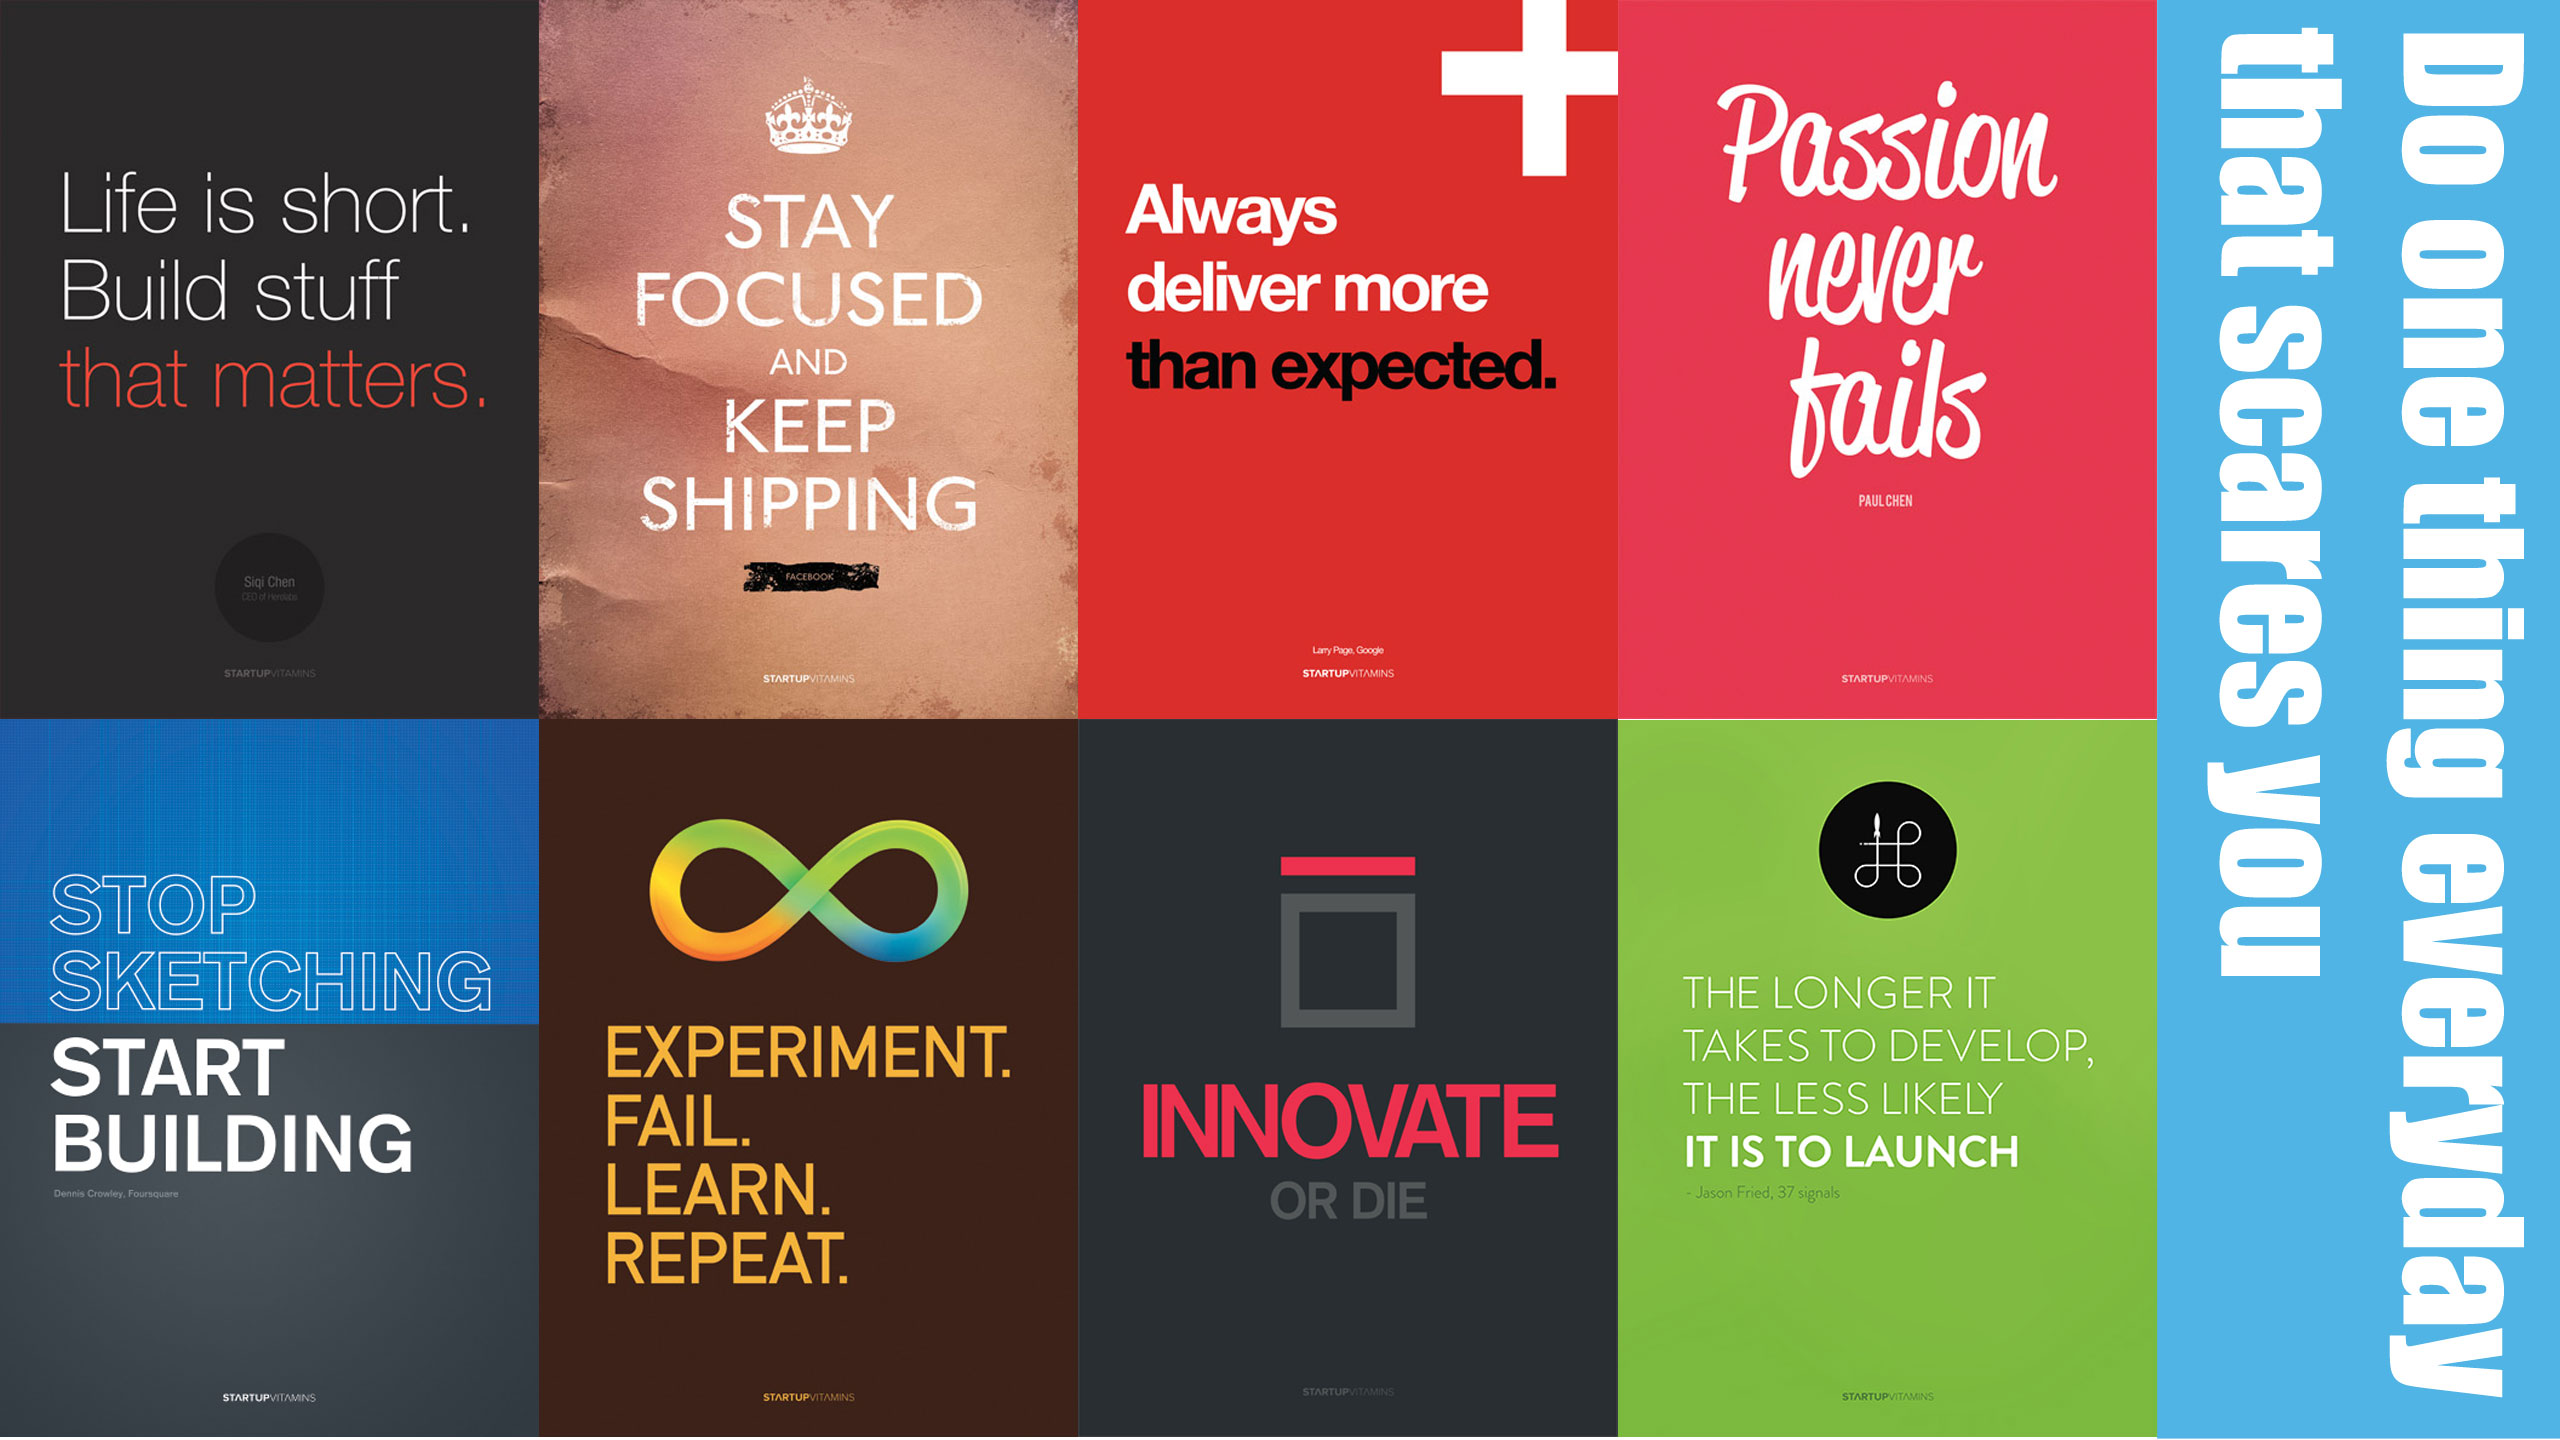 Life is short.
Build stuff
that matters.
Siqi Chen
CEO of Herolabs
STARTUPVITAMINS
STAY
FOCUSED
AND
KEEP
SHIPPING
FACEBOOK
STARTUPVITAMINS
Always
deliver more
than expected.
Larry Page, Google
STARTUPVITAMINS
Passion
never
fails
PAUL CHEN
STARTUPVITAMINS
STOP
SKETCHING
START
BUILDING
Dennis Crowley, Foursquare
STARTUPVITAMINS
EXPERIMENT.
FAIL.
LEARN.
REPEAT.
STARTUPVITAMINS
INNOVATE
OR DIE
STARTUPVITAMINS
THE LONGER IT
TAKES TO DEVELOP,
THE LESS LIKELY
IT IS TO LAUNCH
- Jason Fried, 37 signals
STARTUPVITAMINS
Do one thing everyday
that scares you